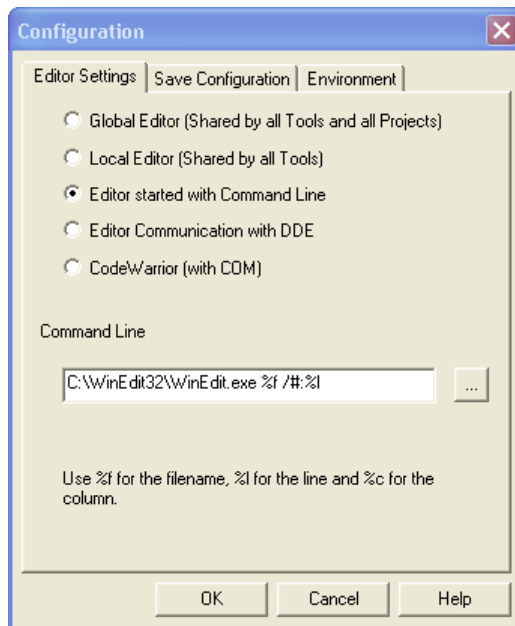 Configuration
Editor Settings Save Configuration Environment
Global Editor (Shared by all Tools and all Projects)
Local Editor (Shared by all Tools)
Editor started with Command Line
Editor Communication with DDE
CodeWarrior (with COM)
Command Line
C:\WinEdit32\WinEdit.exe %f /#:%l
...
Use %f for the filename, %l for the line and %c for the
column.
OK Cancel Help